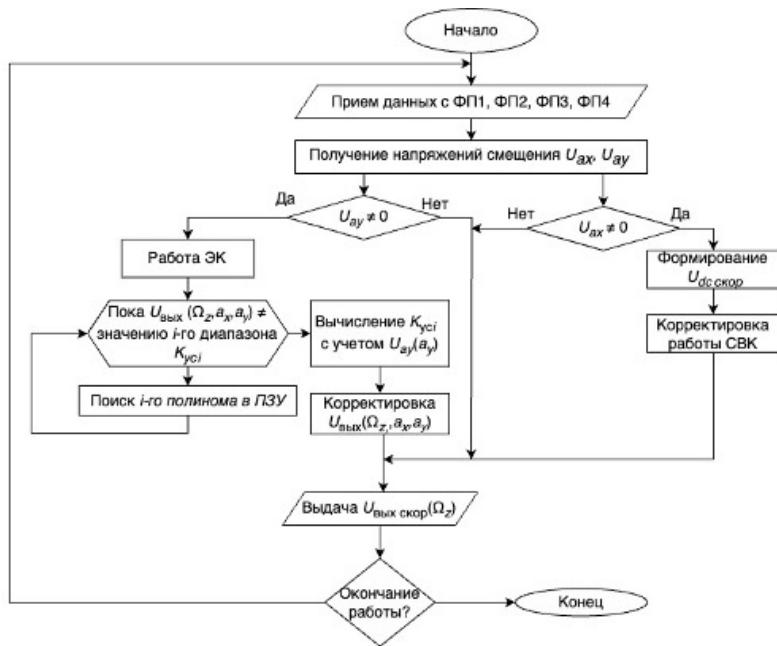 Начало
Прием данных с ФП1, ФП2, ФП3, ФП4
Получение напряжений смещения Uax, Uay
Да
Uay ≠ 0
Нет
Нет
Uax ≠ 0
Да
Работа ЭК
Формирование
Udc скор
Пока Uвых (Ωz,ax,ay) ≠
значению i-го диапазона
Kусi
Вычисление Kусi
с учетом Uay(ay)
Корректировка
работы СВК
Поиск i-го полинома в ПЗУ
Корректировка
Uвых(Ωz,,ax,ay)
Выдача Uвых скор(Ωz)
Окончание
работы?
Конец